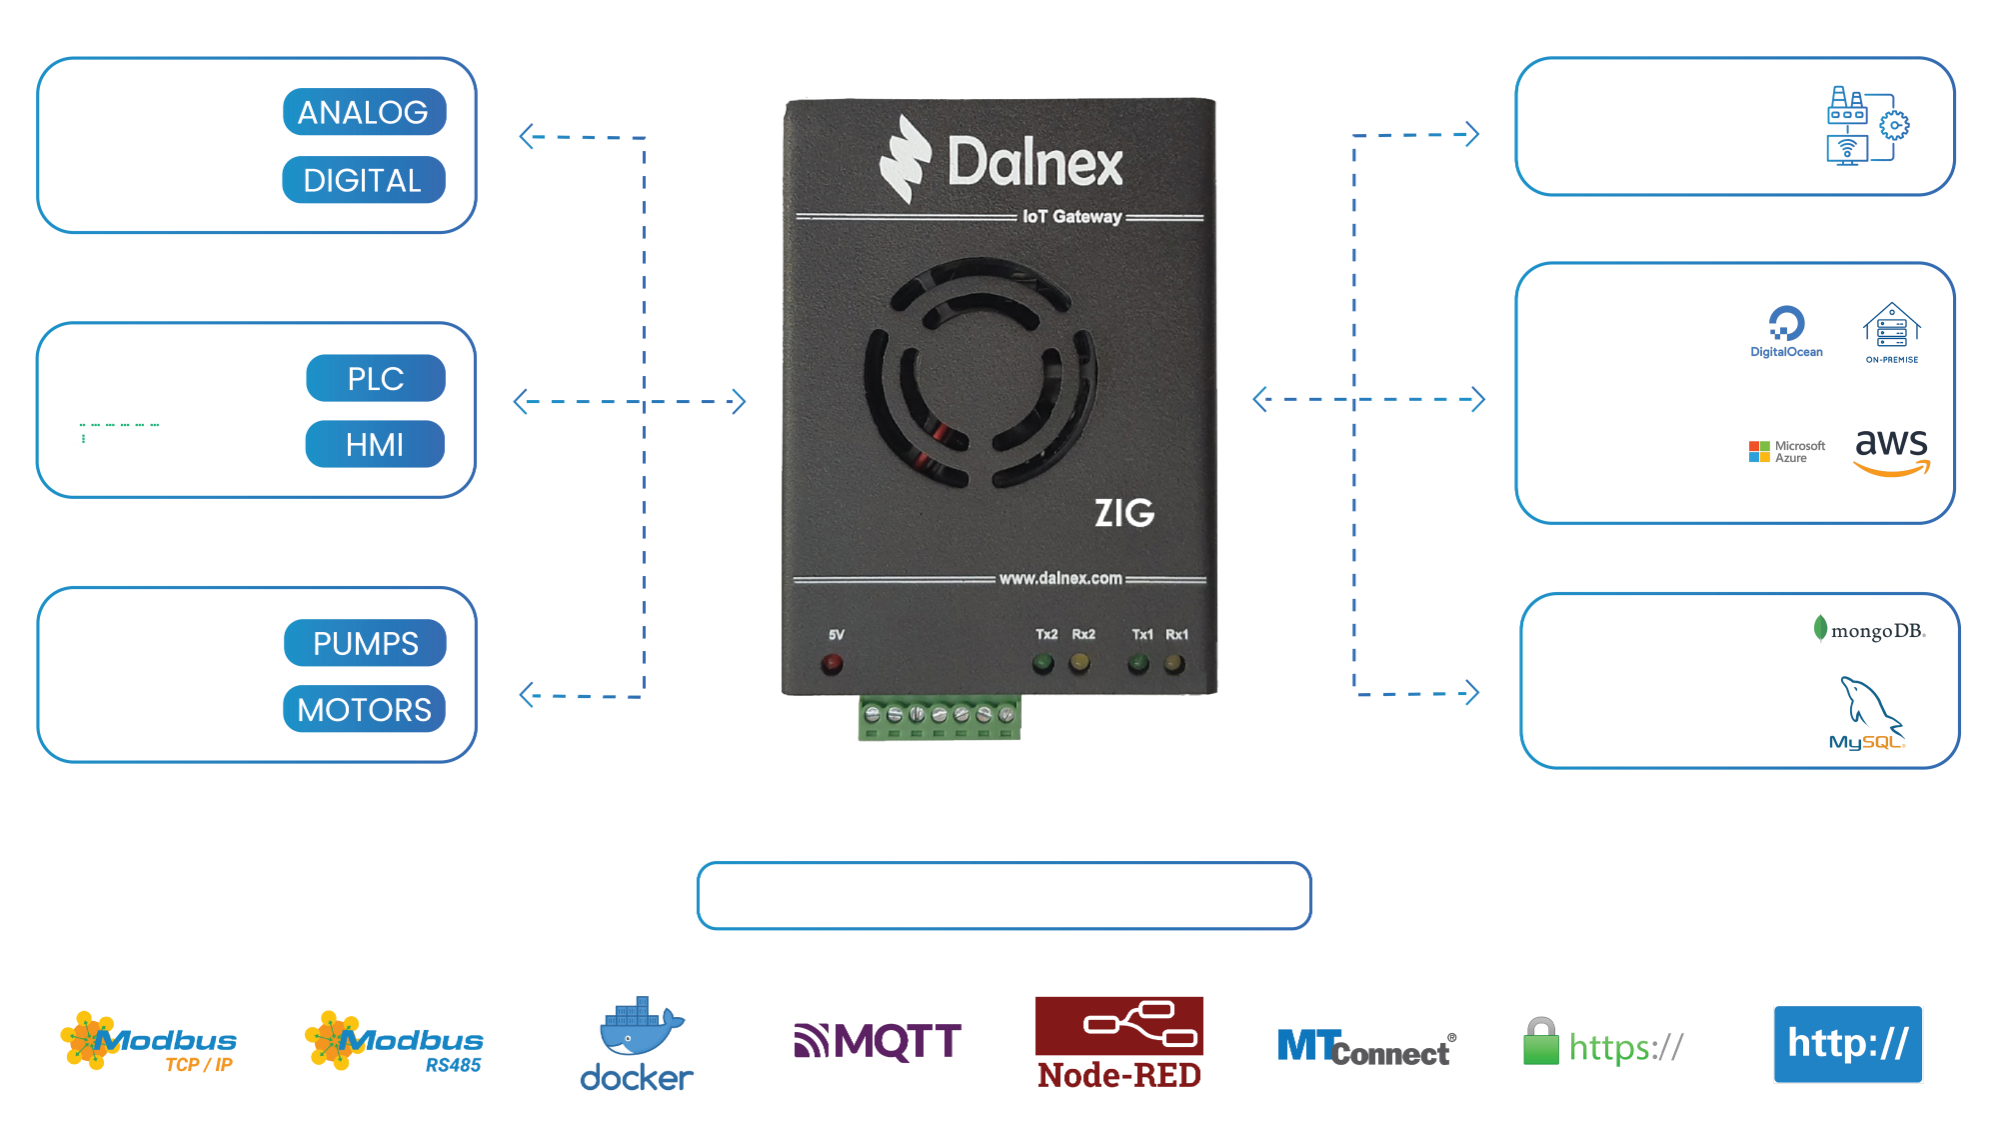 ANALOG
DIGITAL
PLC
HMI
PUMPS
MOTORS
Dalnex
IoT Gateway
ZIG
www.dalnex.com
5V Tx2 Rx2 Tx1 Rx1
DigitalOcean
ON-PREMISE
Microsoft
Azure
aws
mongoDB®
MySQL®
Modbus
TCP / IP
Modbus
RS485
docker
MQTT
Node-RED
MTConnect®
https://
http://